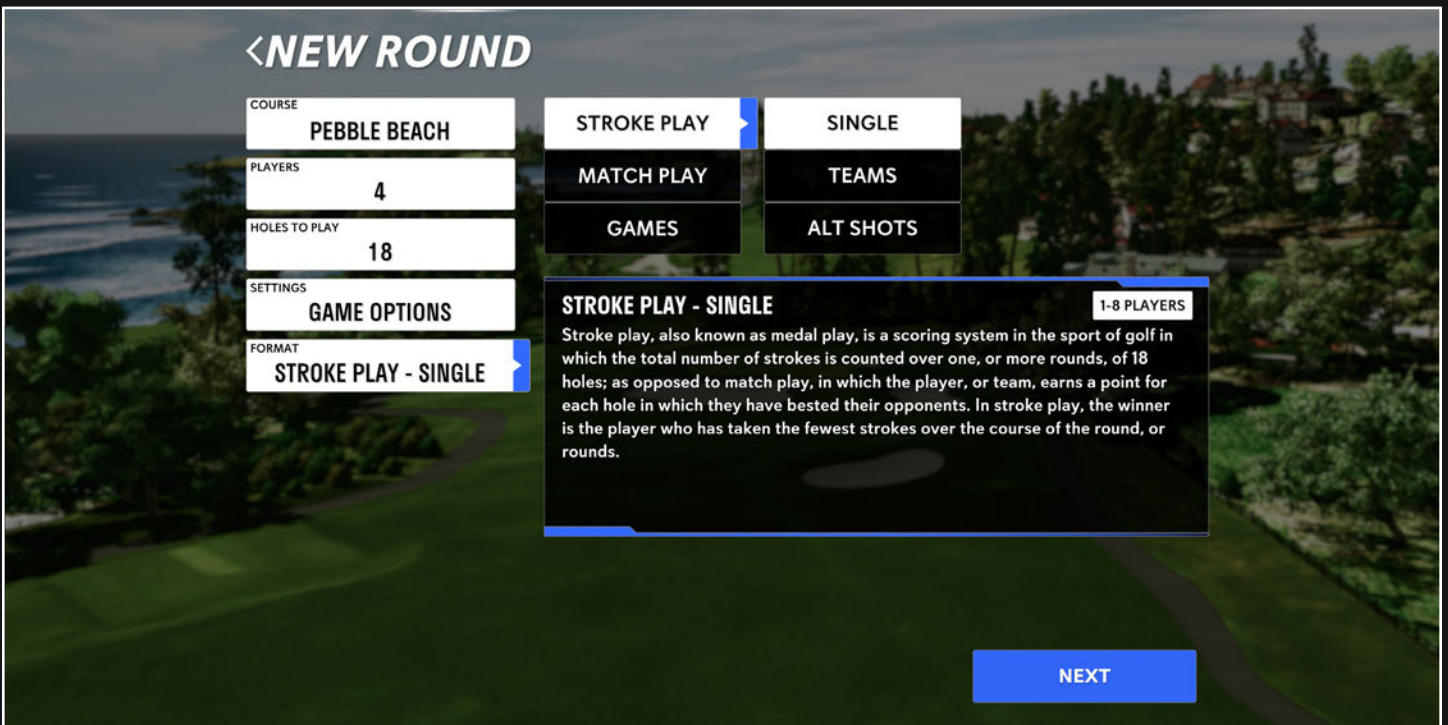 <NEW ROUND
COURSE
PEBBLE BEACH
PLAYERS
4
HOLES TO PLAY
18
SETTINGS
GAME OPTIONS
FORMAT
STROKE PLAY - SINGLE
STROKE PLAY
MATCH PLAY
GAMES
SINGLE
TEAMS
ALT SHOTS
STROKE PLAY - SINGLE
1-8 PLAYERS
Stroke play, also known as medal play, is a scoring system in the sport of golf in
which the total number of strokes is counted over one, or more rounds, of 18
holes; as opposed to match play, in which the player, or team, earns a point for
each hole in which they have bested their opponents. In stroke play, the winner
is the player who has taken the fewest strokes over the course of the round, or
rounds.
NEXT